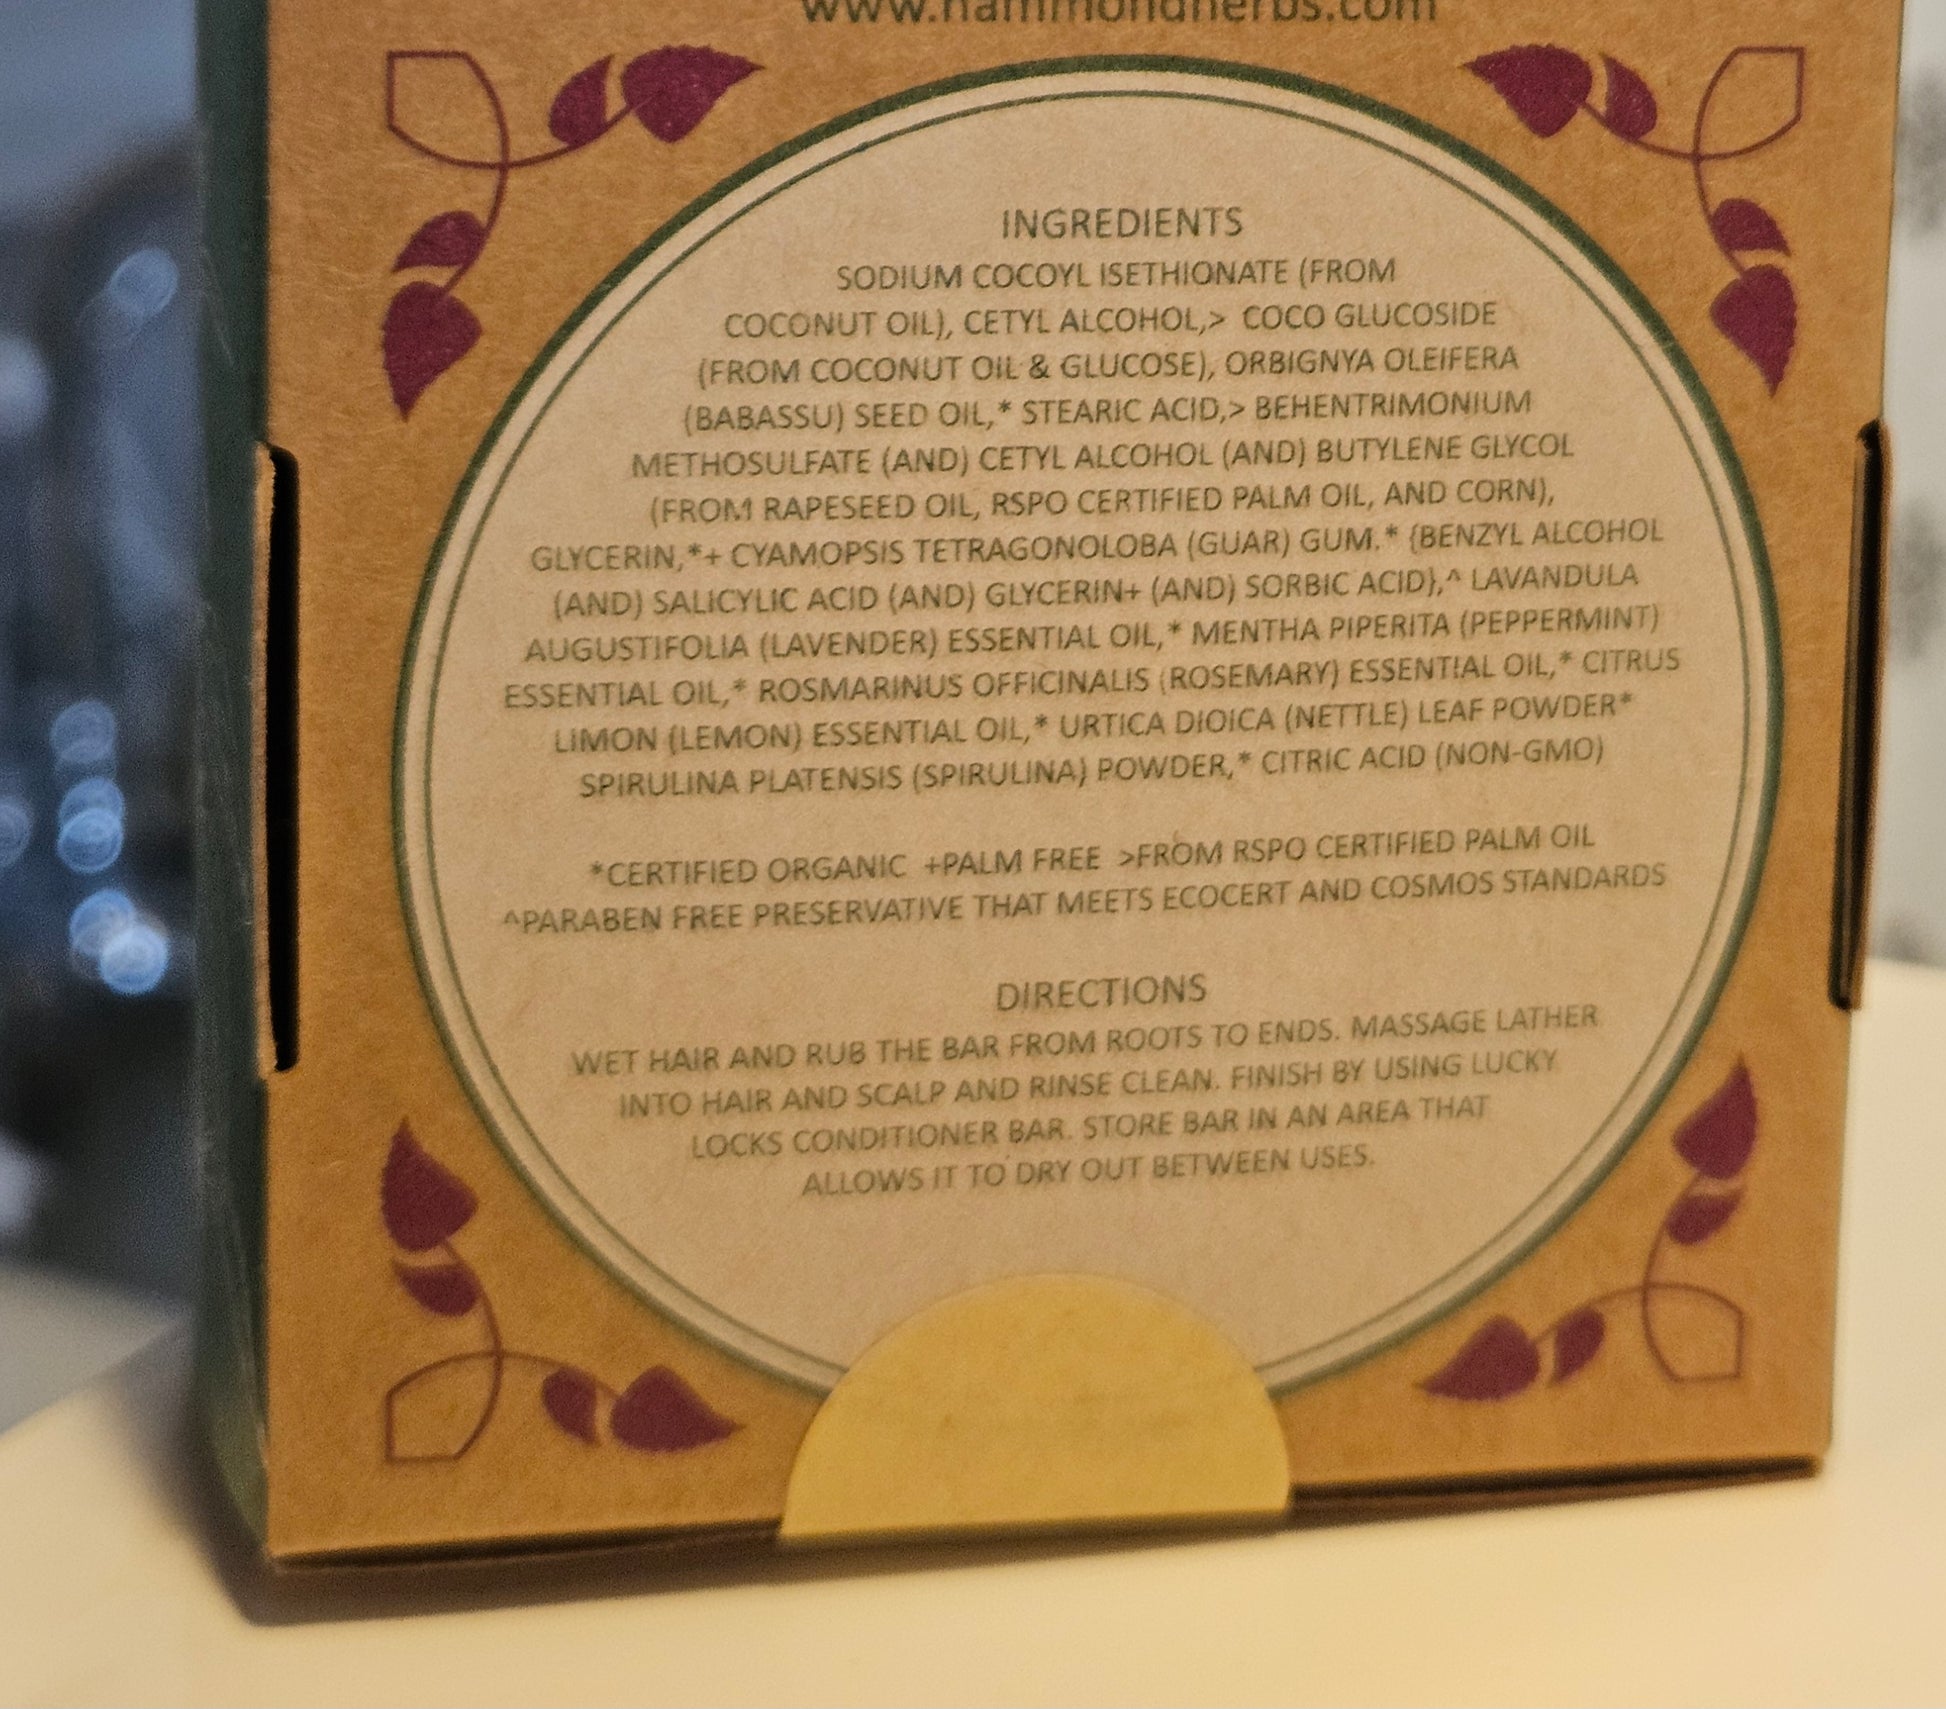 www.hammondherbs.com
INGREDIENTS
SODIUM COCOYL ISETHIONATE (FROM
COCONUT OIL), CETYL ALCOHOL,> COCO GLUCOSIDE
(FROM COCONUT OIL & GLUCOSE), ORBIGNYA OLEIFERA
(BABASSU) SEED OIL,* STEARIC ACID,> BEHENTRIMONIUM
METHOSULFATE (AND) CETYL ALCOHOL (AND) BUTYLENE GLYCOL
(FROM RAPESEED OIL, RSPO CERTIFIED PALM OIL, AND CORN),
GLYCERIN,*+ CYAMOPSIS TETRAGONOLOBA (GUAR) GUM.* {BENZYL ALCOHOL
(AND) SALICYLIC ACID (AND) GLYCERIN+ (AND) SORBIC ACID},^ LAVANDULA
AUGUSTIFOLIA (LAVENDER) ESSENTIAL OIL,* MENTHA PIPERITA (PEPPERMINT)
ESSENTIAL OIL,* ROSMARINUS OFFICINALIS (ROSEMARY) ESSENTIAL OIL,* CITRUS
LIMON (LEMON) ESSENTIAL OIL,* URTICA DIOICA (NETTLE) LEAF POWDER*
SPIRULINA PLATENSIS (SPIRULINA) POWDER,* CITRIC ACID (NON-GMO)
*CERTIFIED ORGANIC +PALM FREE >FROM RSPO CERTIFIED PALM OIL
^PARABEN FREE PRESERVATIVE THAT MEETS ECOCERT AND COSMOS STANDARDS
DIRECTIONS
WET HAIR AND RUB THE BAR FROM ROOTS TO ENDS. MASSAGE LATHER
INTO HAIR AND SCALP AND RINSE CLEAN. FINISH BY USING LUCKY
LOCKS CONDITIONER BAR. STORE BAR IN AN AREA THAT
ALLOWS IT TO DRY OUT BETWEEN USES.